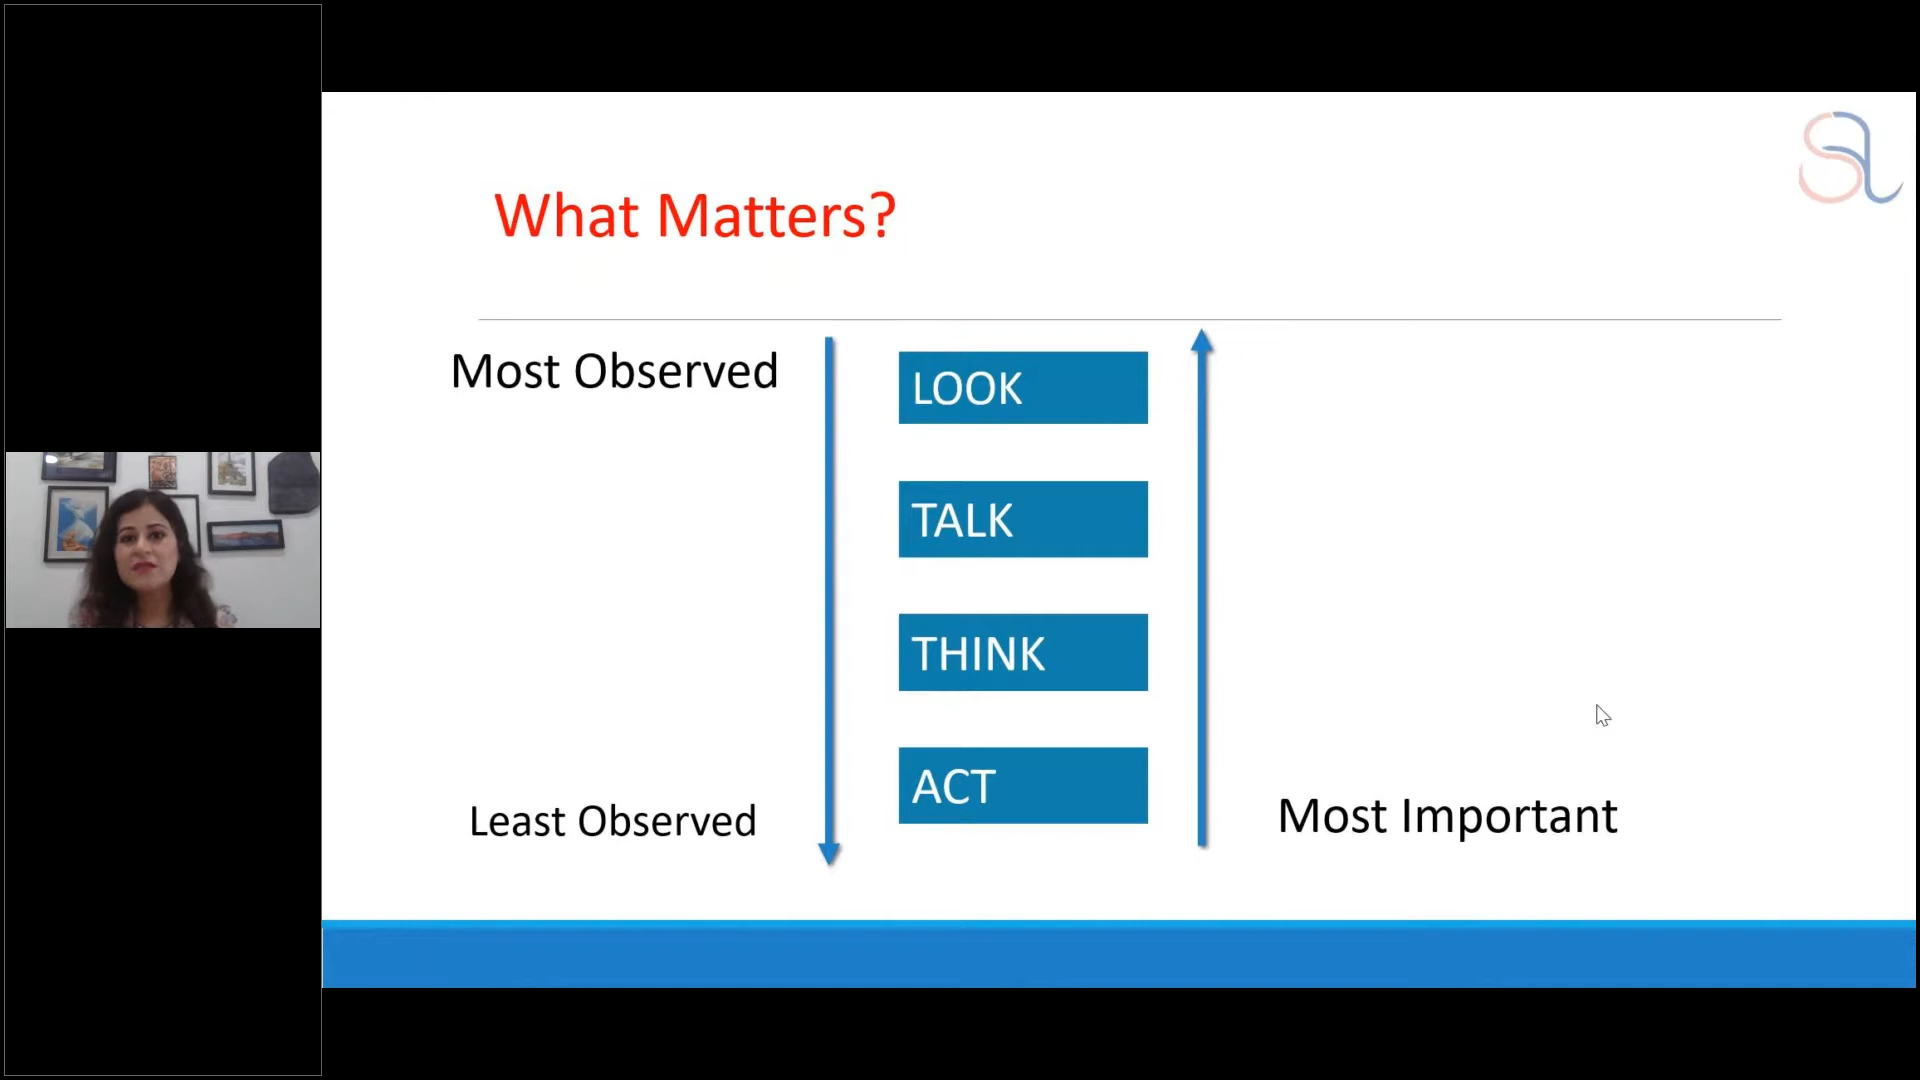 What Matters?
Most Observed
LOOK
TALK
THINK
ACT
Least Observed
Most Important